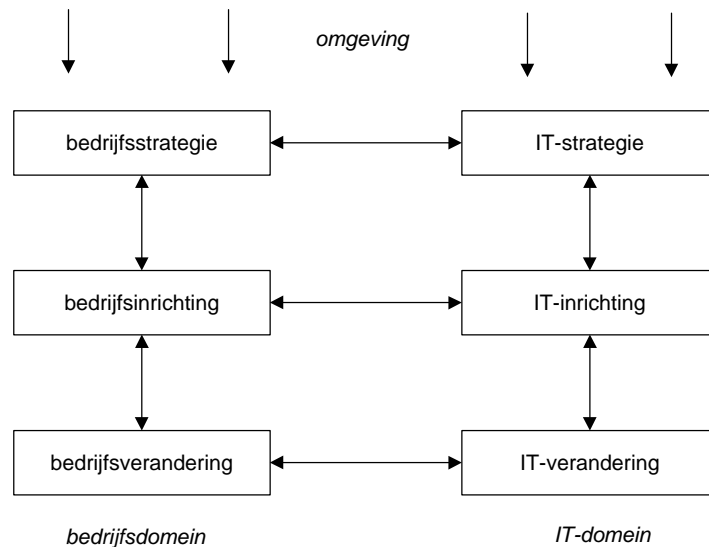 omgeving
bedrijfsstrategie
IT-strategie
bedrijfsinrichting
IT-inrichting
bedrijfsverandering
IT-verandering
bedrijfsdomein
IT-domein